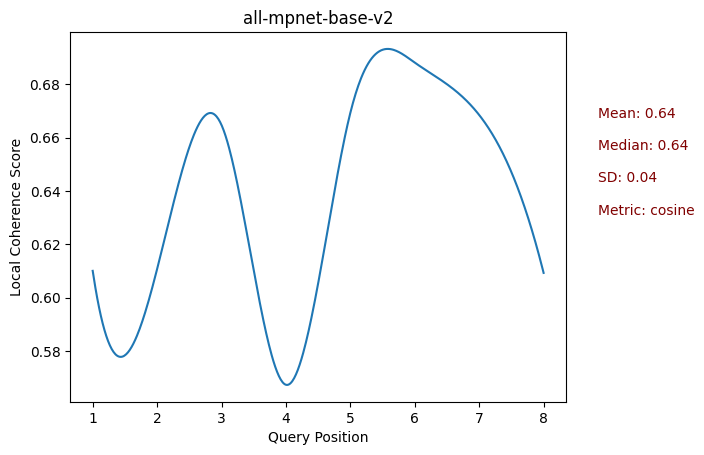 all-mpnet-base-v2
Local Coherence Score
0.68
0.66
0.64
0.62
0.60
0.58
1 2 3 4 5 6 7 8
Query Position
Mean: 0.64
Median: 0.64
SD: 0.04
Metric: cosine